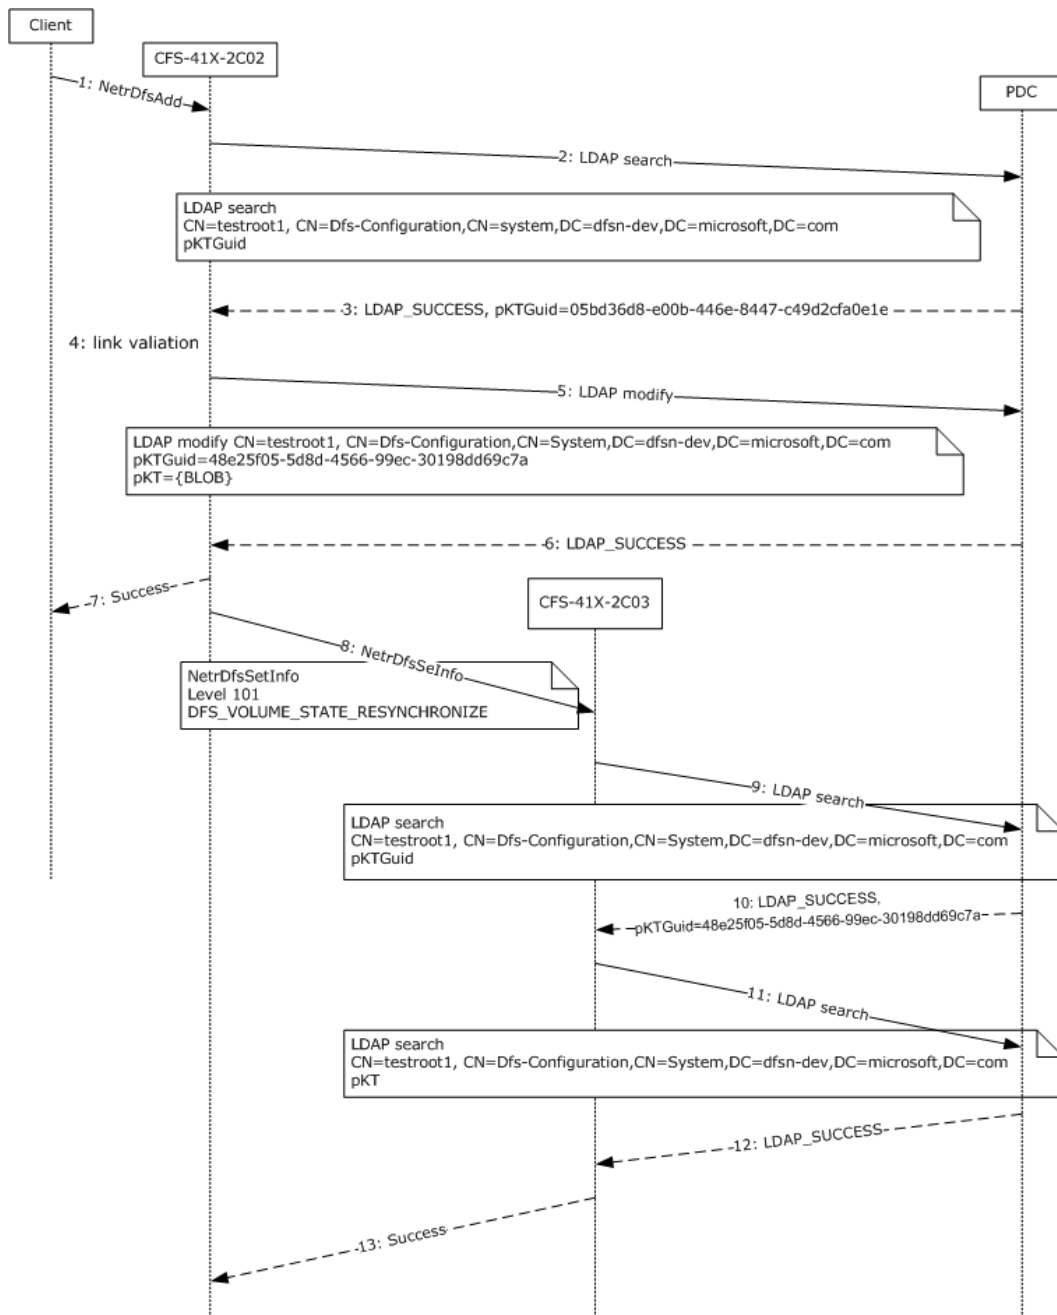 Client
CFS-41X-2C02
PDC
1: NetrDfsAdd
2: LDAP search
LDAP search
CN=testroot1, CN=Dfs-Configuration,CN=system,DC=dfsn-dev,DC=microsoft,DC=com
pKTGuid
3: LDAP_SUCCESS, pKTGuid=05bd36d8-e00b-446e-8447-c49d2cfa0e1e
4: link valiation
5: LDAP modify
LDAP modify CN=testroot1, CN=Dfs-Configuration,CN=System,DC=dfsn-dev,DC=microsoft,DC=com
pKTGuid=48e25f05-5d8d-4566-99ec-30198dd69c7a
pKT={BLOB}
6: LDAP_SUCCESS
7: Success
CFS-41X-2C03
8: NetrDfsSeInfo
NetrDfsSetInfo
Level 101
DFS_VOLUME_STATE_RESYNCHRONIZE
9: LDAP search
LDAP search
CN=testroot1, CN=Dfs-Configuration,CN=System,DC=dfsn-dev,DC=microsoft,DC=com
pKTGuid
10: LDAP_SUCCESS,
pKTGuid=48e25f05-5d8d-4566-99ec-30198dd69c7a
11: LDAP search
LDAP search
CN=testroot1, CN=Dfs-Configuration,CN=System,DC=dfsn-dev,DC=microsoft,DC=com
pKT
12: LDAP_SUCCESS
13: Success